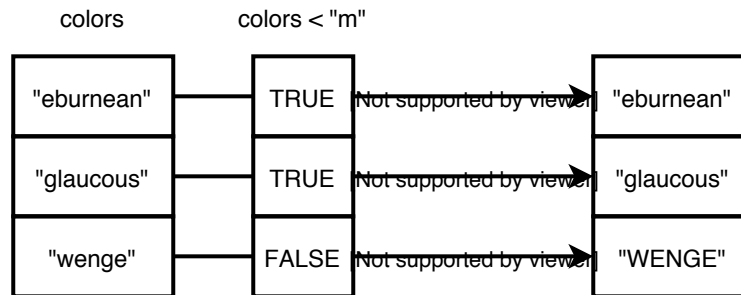 colors colors < "m"
"eburnean" TRUE [Not supported by viewer] "eburnean"
"glaucous" TRUE [Not supported by viewer] "glaucous"
"wenge" FALSE [Not supported by viewer] "WENGE"